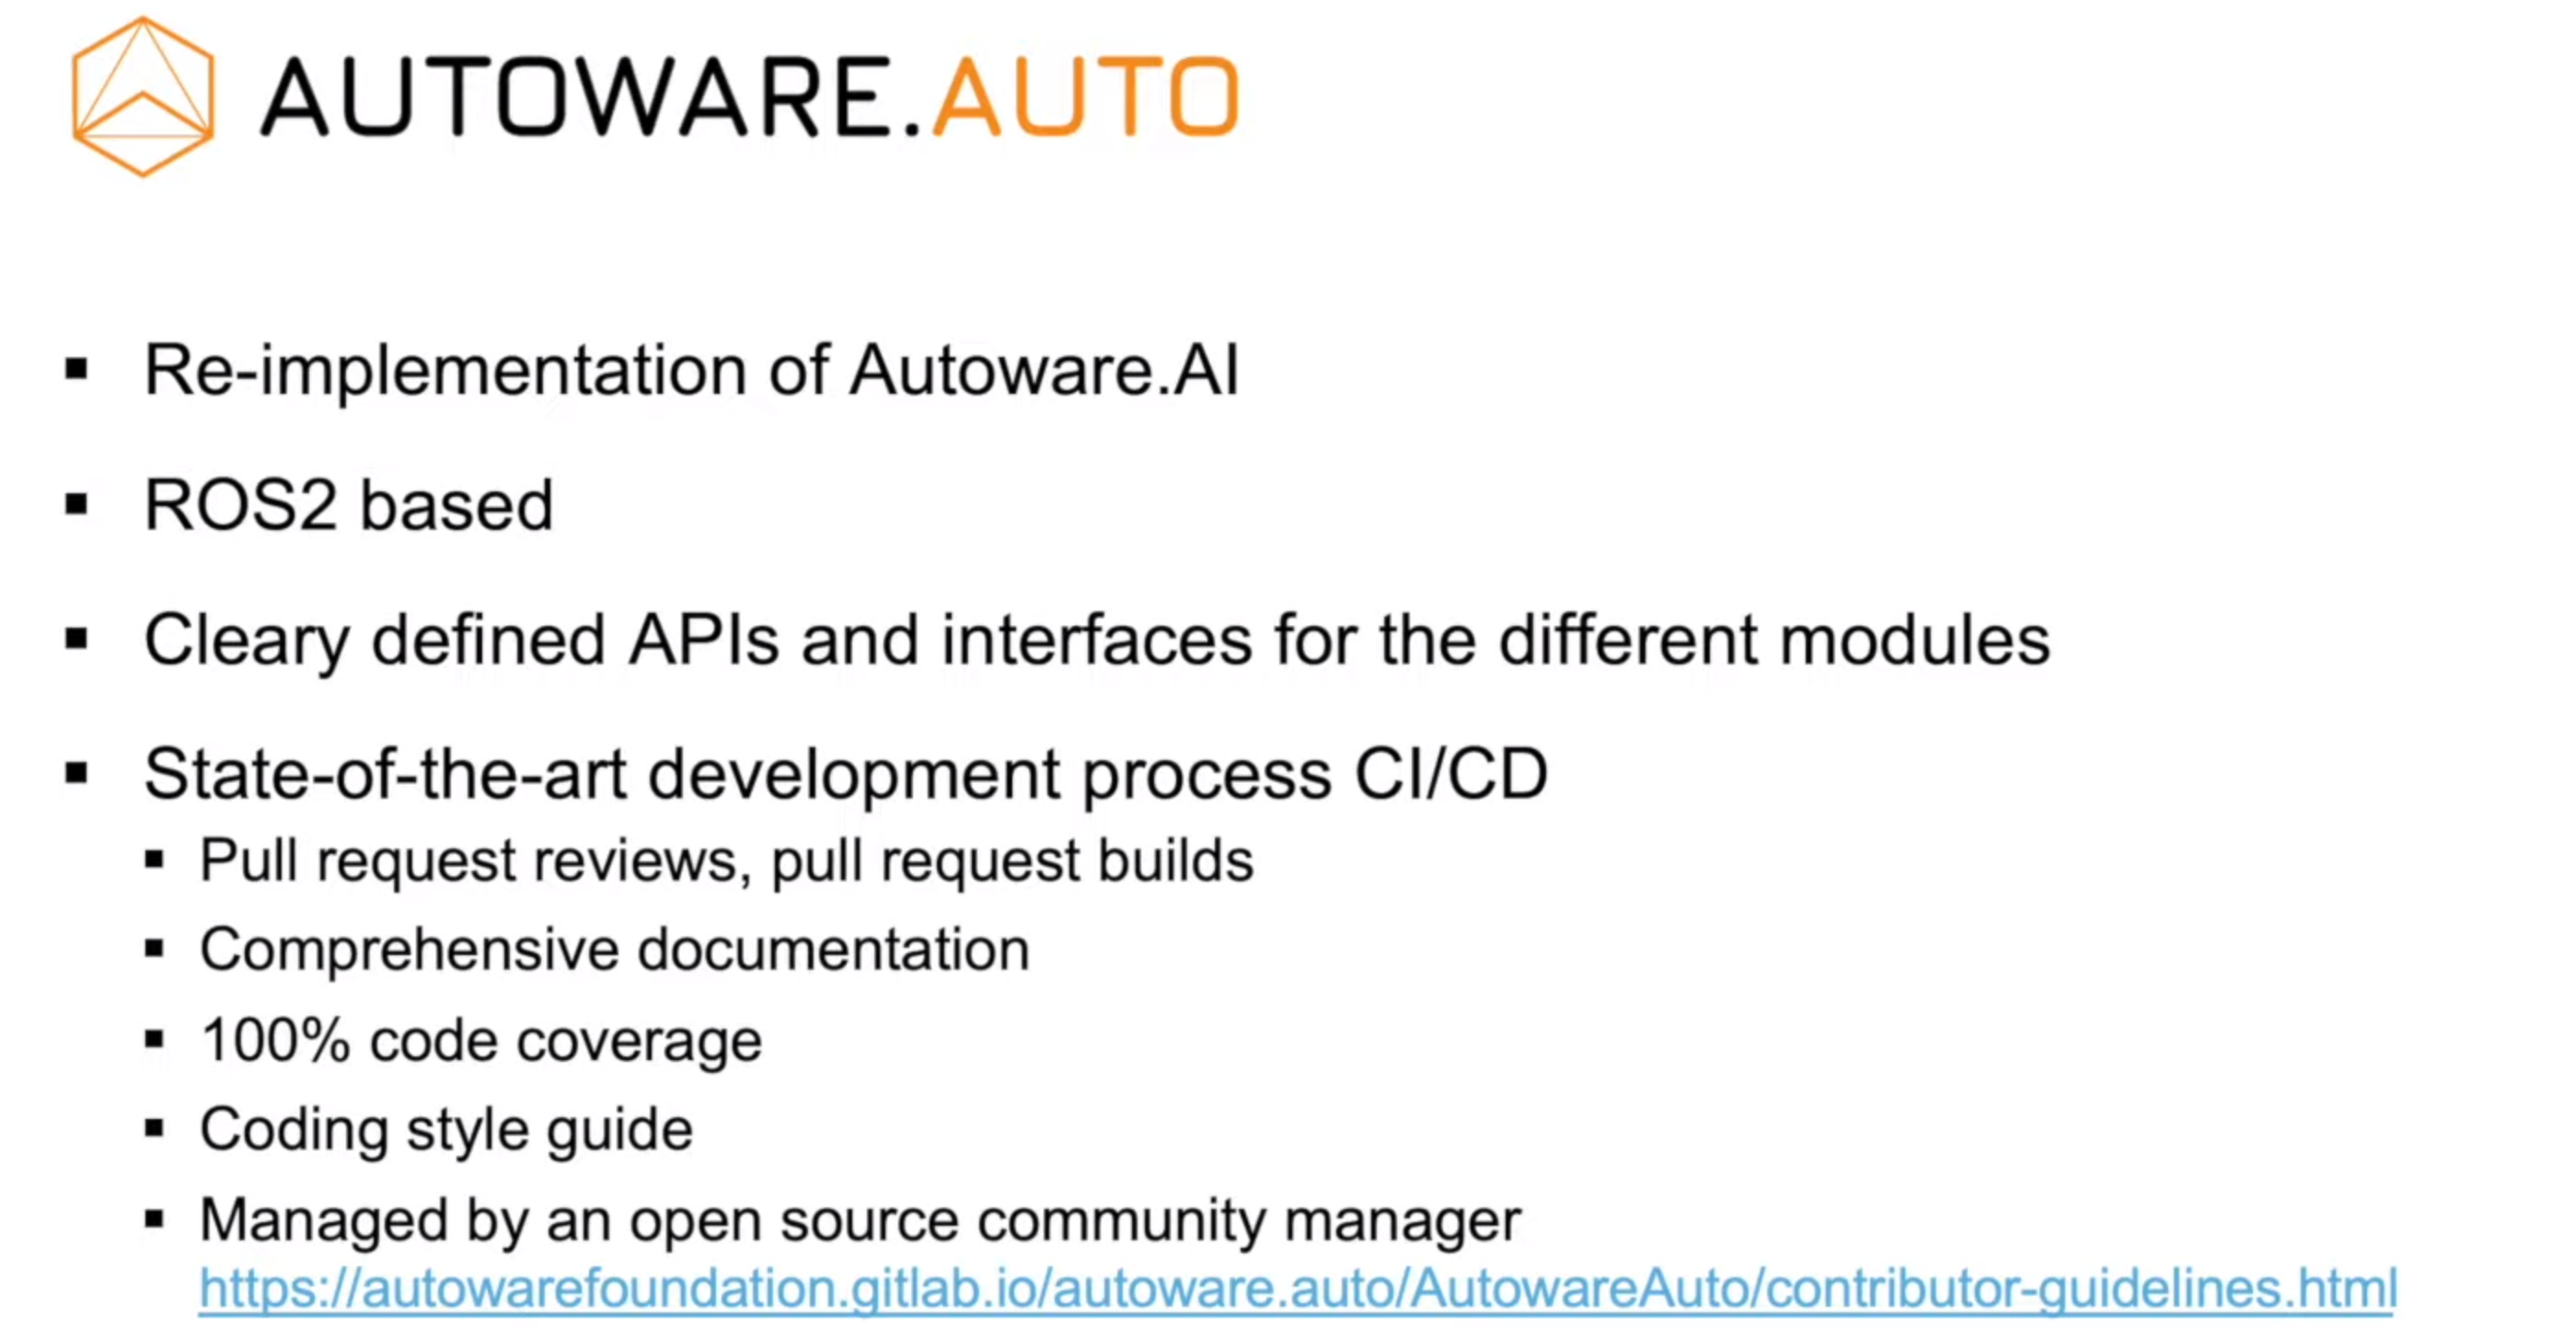 AUTOWARE.AUTO
▪ Re-implementation of Autoware.AI
▪ ROS2 based
▪ Cleary defined APIs and interfaces for the different modules
▪ State-of-the-art development process CI/CD
▪ Pull request reviews, pull request builds
▪ Comprehensive documentation
▪ 100% code coverage
▪ Coding style guide
▪ Managed by an open source community manager
https://autowarefoundation.gitlab.io/autoware.auto/AutowareAuto/contributor-guidelines.html